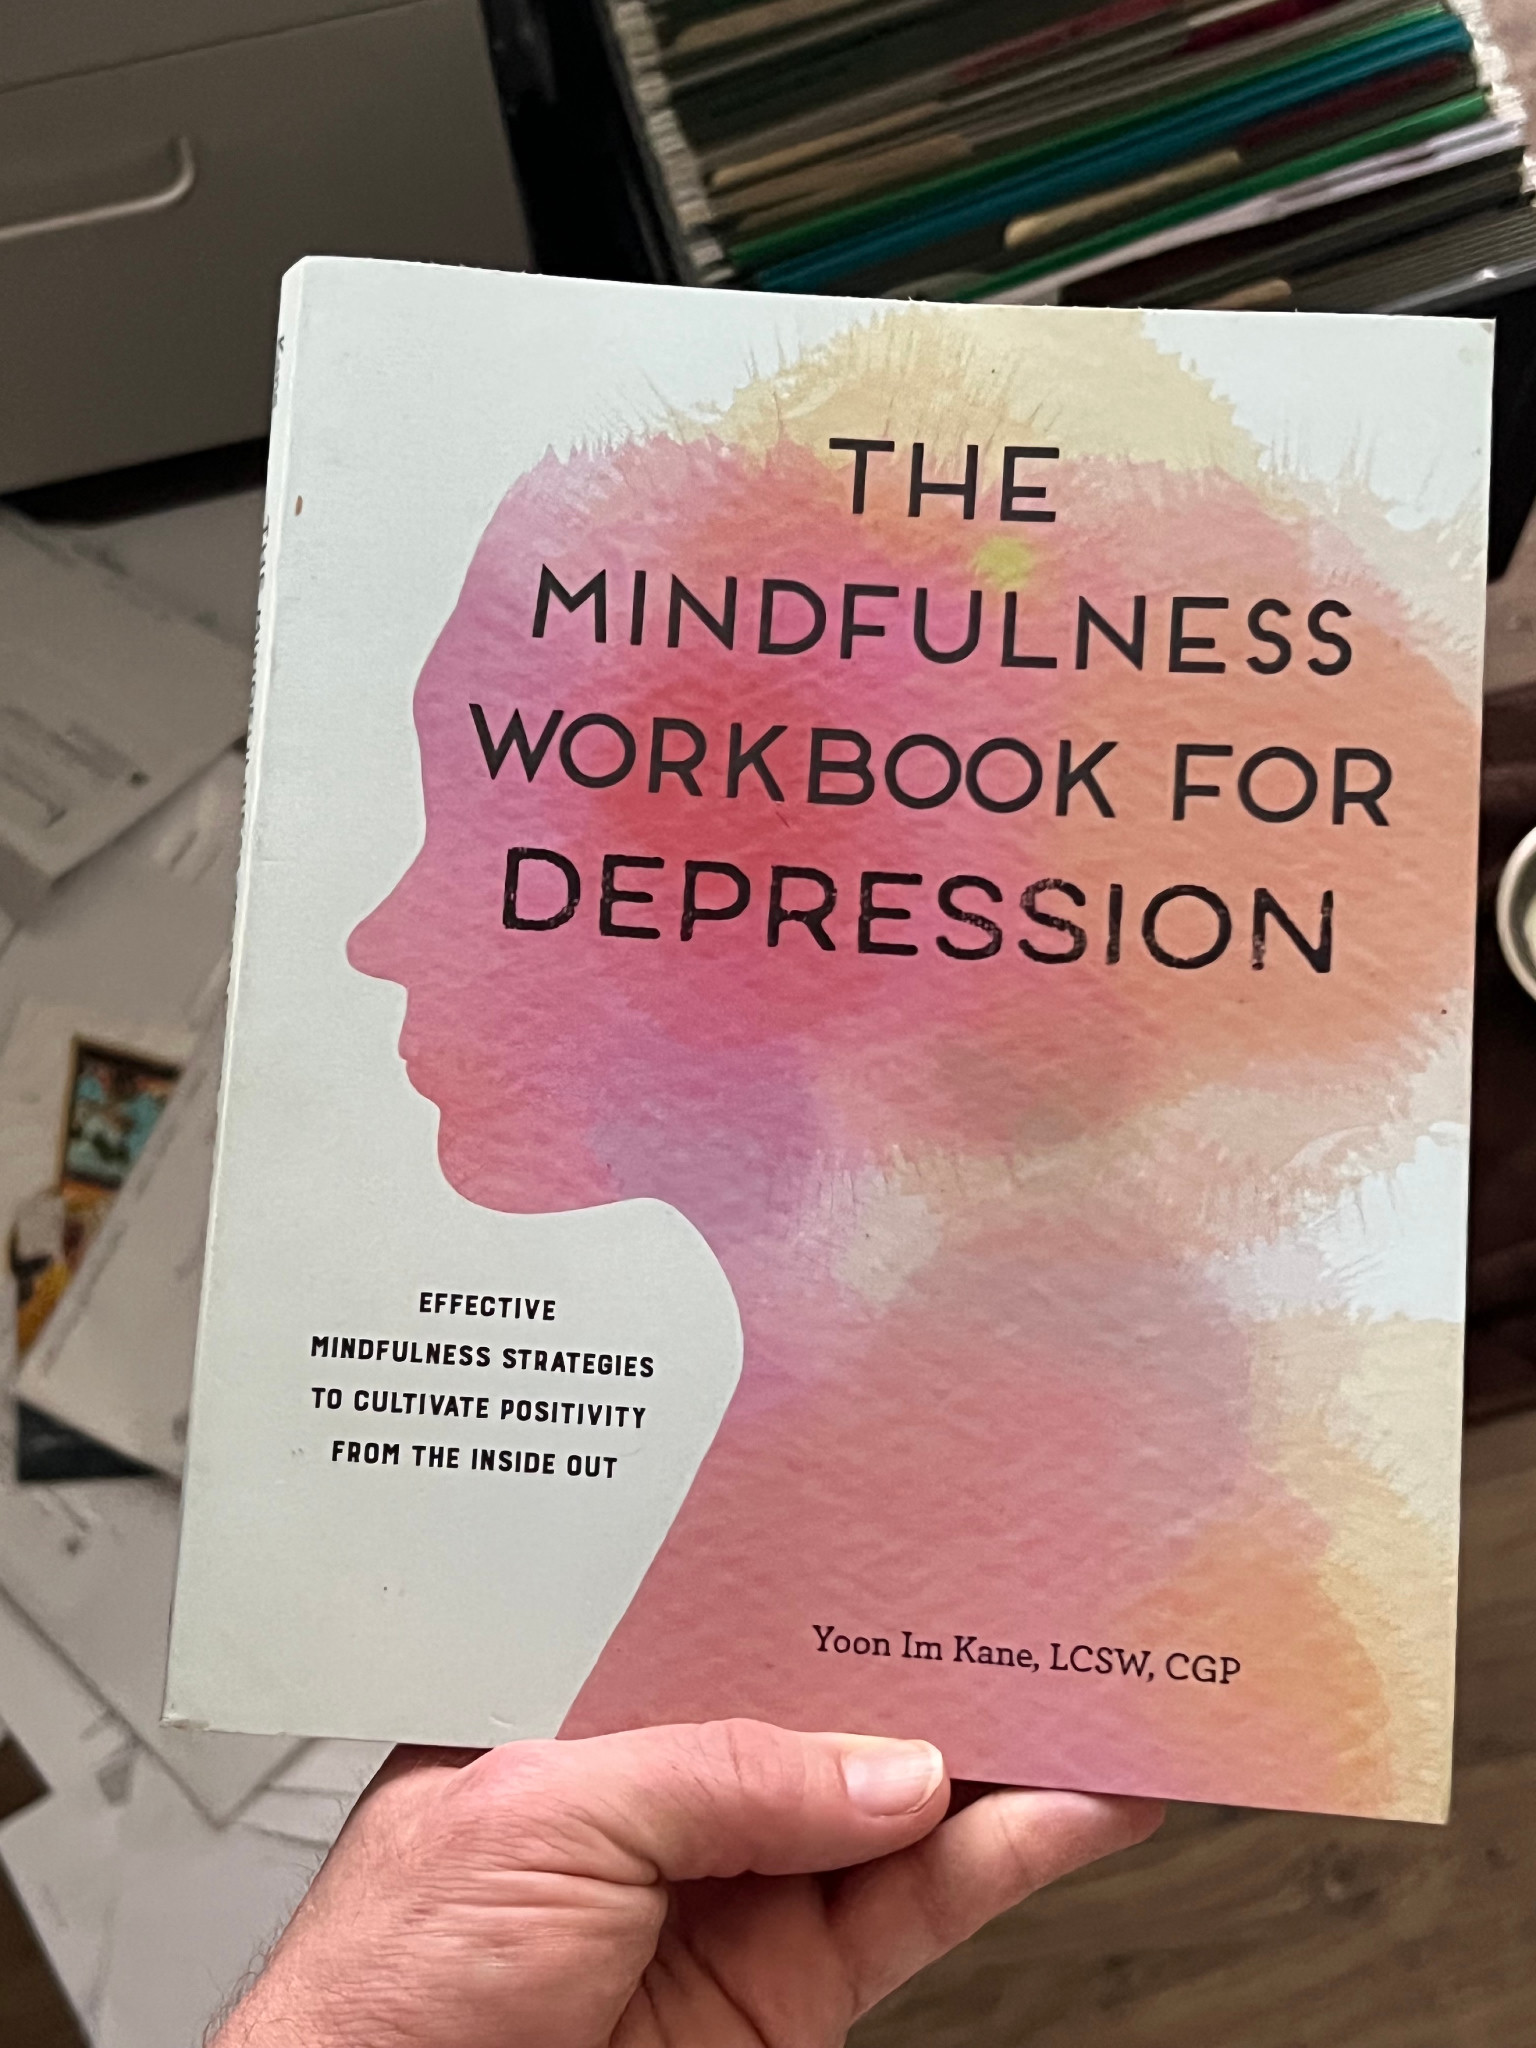 THE
MINDFULNESS
WORKBOOK FOR
DEPRESSION
EFFECTIVE
MINDFULNESS STRATEGIES
TO CULTIVATE POSITIVITY
FROM THE INSIDE OUT
Yoon Im Kane, LCSW, CGP